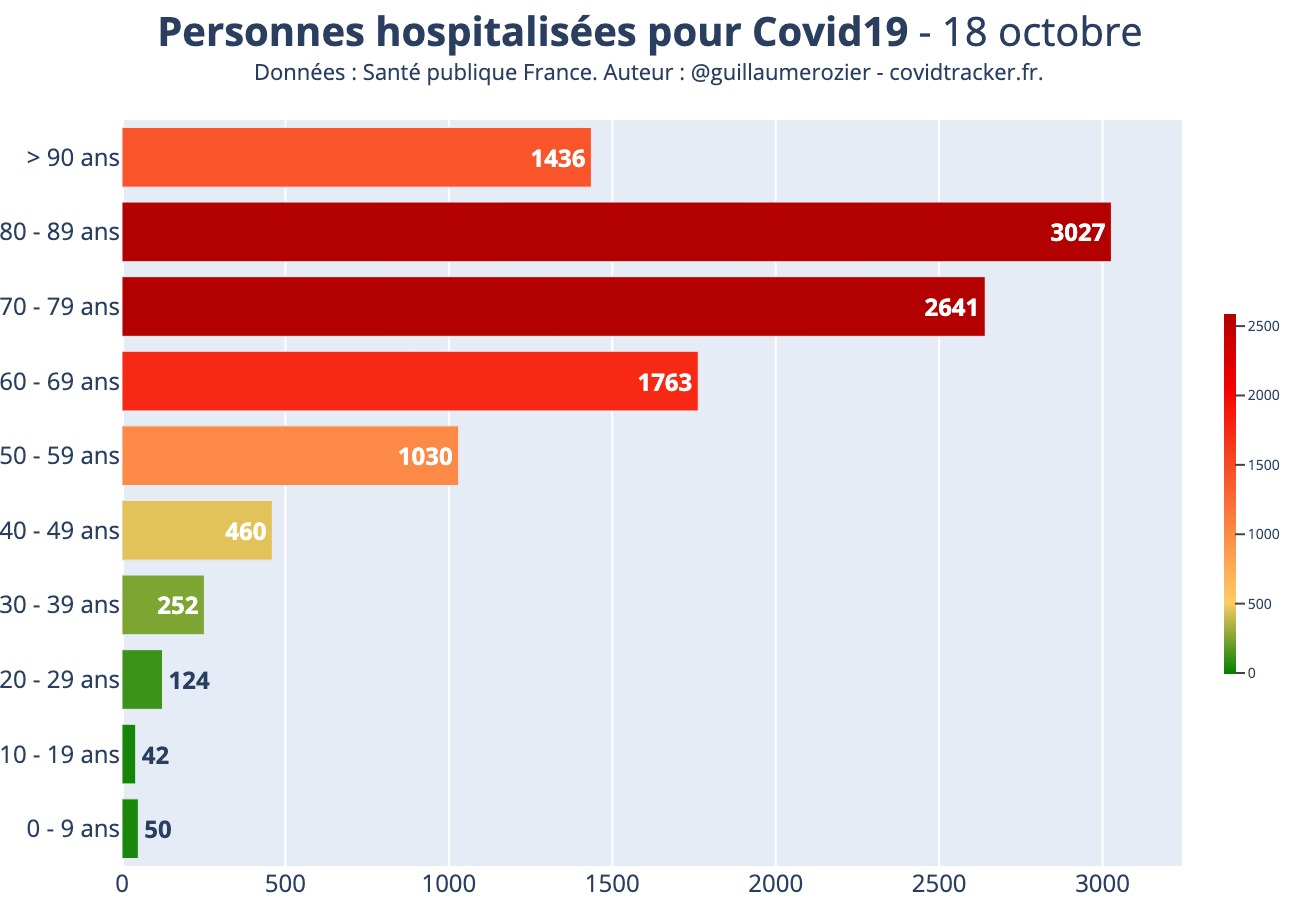 Personnes hospitalisées pour Covid19 - 18 octobre
Données : Santé publique France. Auteur : @guillaumerozier - covidtracker.fr.
> 90 ans 1436
80 - 89 ans 3027
70 - 79 ans 2641
60 - 69 ans 1763
50 - 59 ans 1030
40 - 49 ans 460
30 - 39 ans 252
20 - 29 ans 124
10 - 19 ans 42
0 - 9 ans 50
0 500 1000 1500 2000 2500 3000
2500
2000
1500
1000
500
0